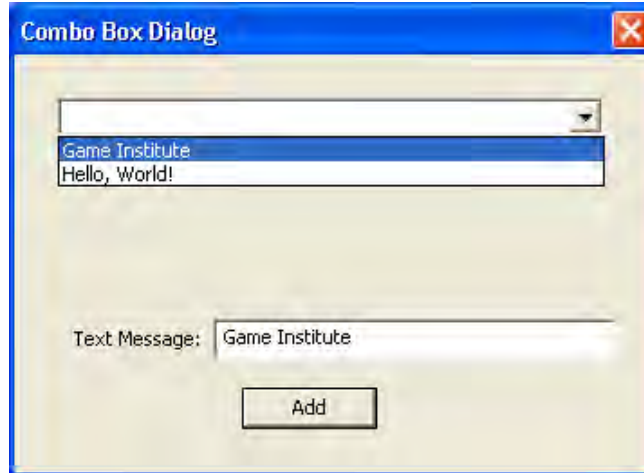 Combo Box Dialog
Game Institute
Hello, World!
Text Message: Game Institute
Add